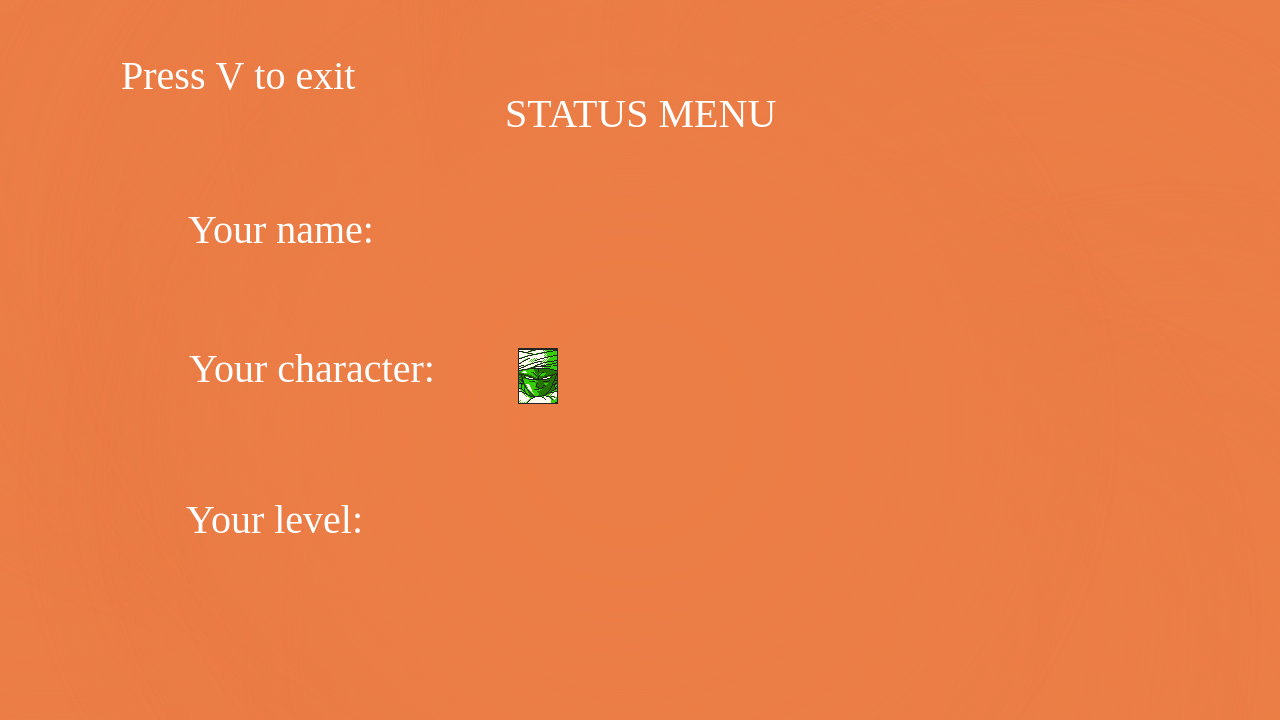 Press V to exit
STATUS MENU
Your name:
Your character:
Your level: